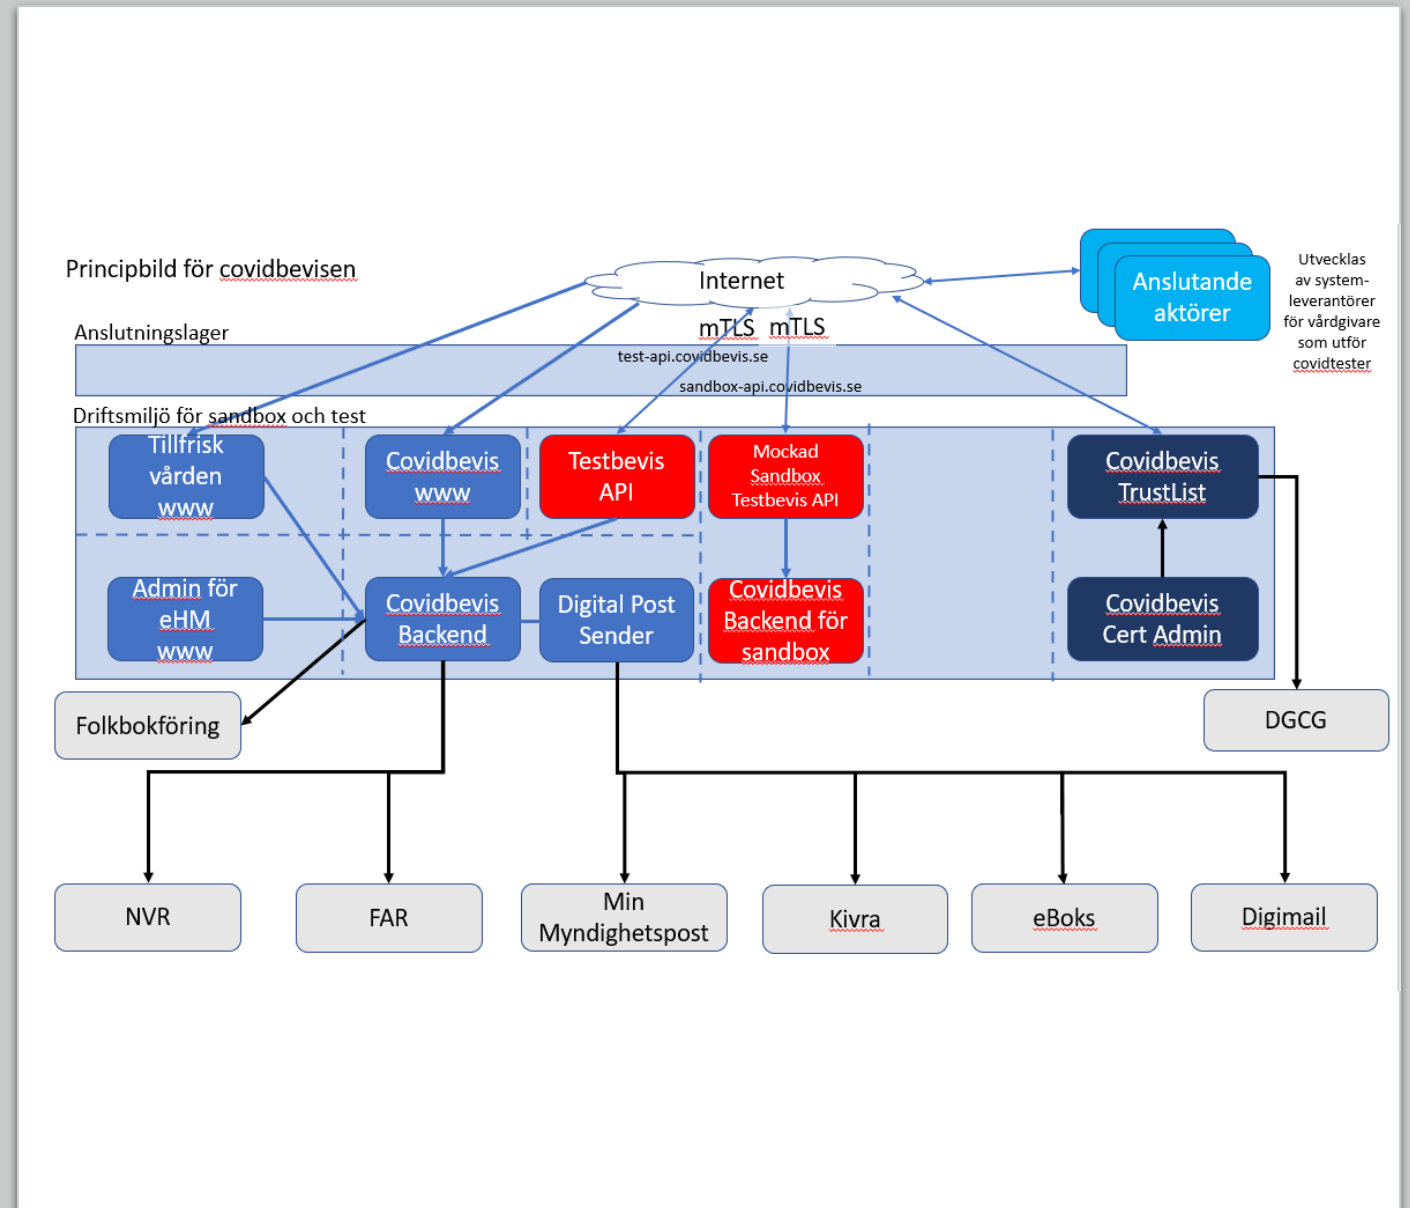 Principbild för covidbevisen
Internet
Anslutande
aktörer
Utvecklas
av system-
leverantörer
för vårdgivare
som utför
covidtester
Anslutningslager
mTLS
mTLS
test-api.covidbevis.se
sandbox-api.covidbevis.se
Driftsmiljö för sandbox och test
Tillfrisk
vården
www
Covidbevis
www
Testbevis
API
Mockad
Sandbox
Testbevis API
Covidbevis
TrustList
Admin för
eHM
www
Covidbevis
Backend
Digital Post
Sender
Covidbevis
Backend för
sandbox
Covidbevis
Cert Admin
Folkbokföring
DGCG
NVR
FAR
Min
Myndighetspost
Kivra
eBoks
Digimail